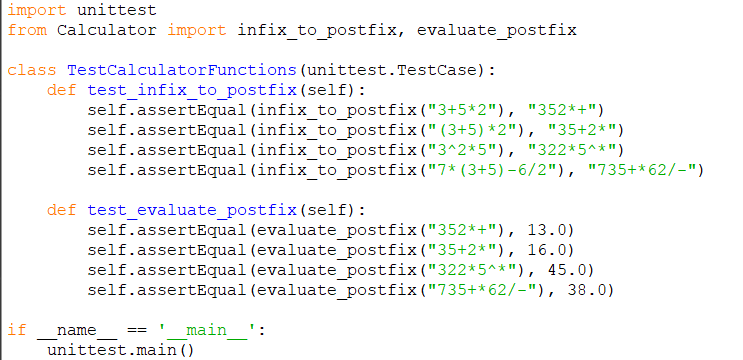 import unittest
from Calculator import infix_to_postfix, evaluate_postfix

class TestCalculatorFunctions(unittest.TestCase):
    def test_infix_to_postfix(self):
        self.assertEqual(infix_to_postfix("3+5*2"), "352*+")
        self.assertEqual(infix_to_postfix("(3+5)*2"), "35+2*")
        self.assertEqual(infix_to_postfix("3^2*5"), "322*5^*")
        self.assertEqual(infix_to_postfix("7*(3+5)-6/2"), "735+*62/-")

    def test_evaluate_postfix(self):
        self.assertEqual(evaluate_postfix("352*+"), 13.0)
        self.assertEqual(evaluate_postfix("35+2*"), 16.0)
        self.assertEqual(evaluate_postfix("322*5^*"), 45.0)
        self.assertEqual(evaluate_postfix("735+*62/-"), 38.0)

if __name__ == '__main__':
    unittest.main()